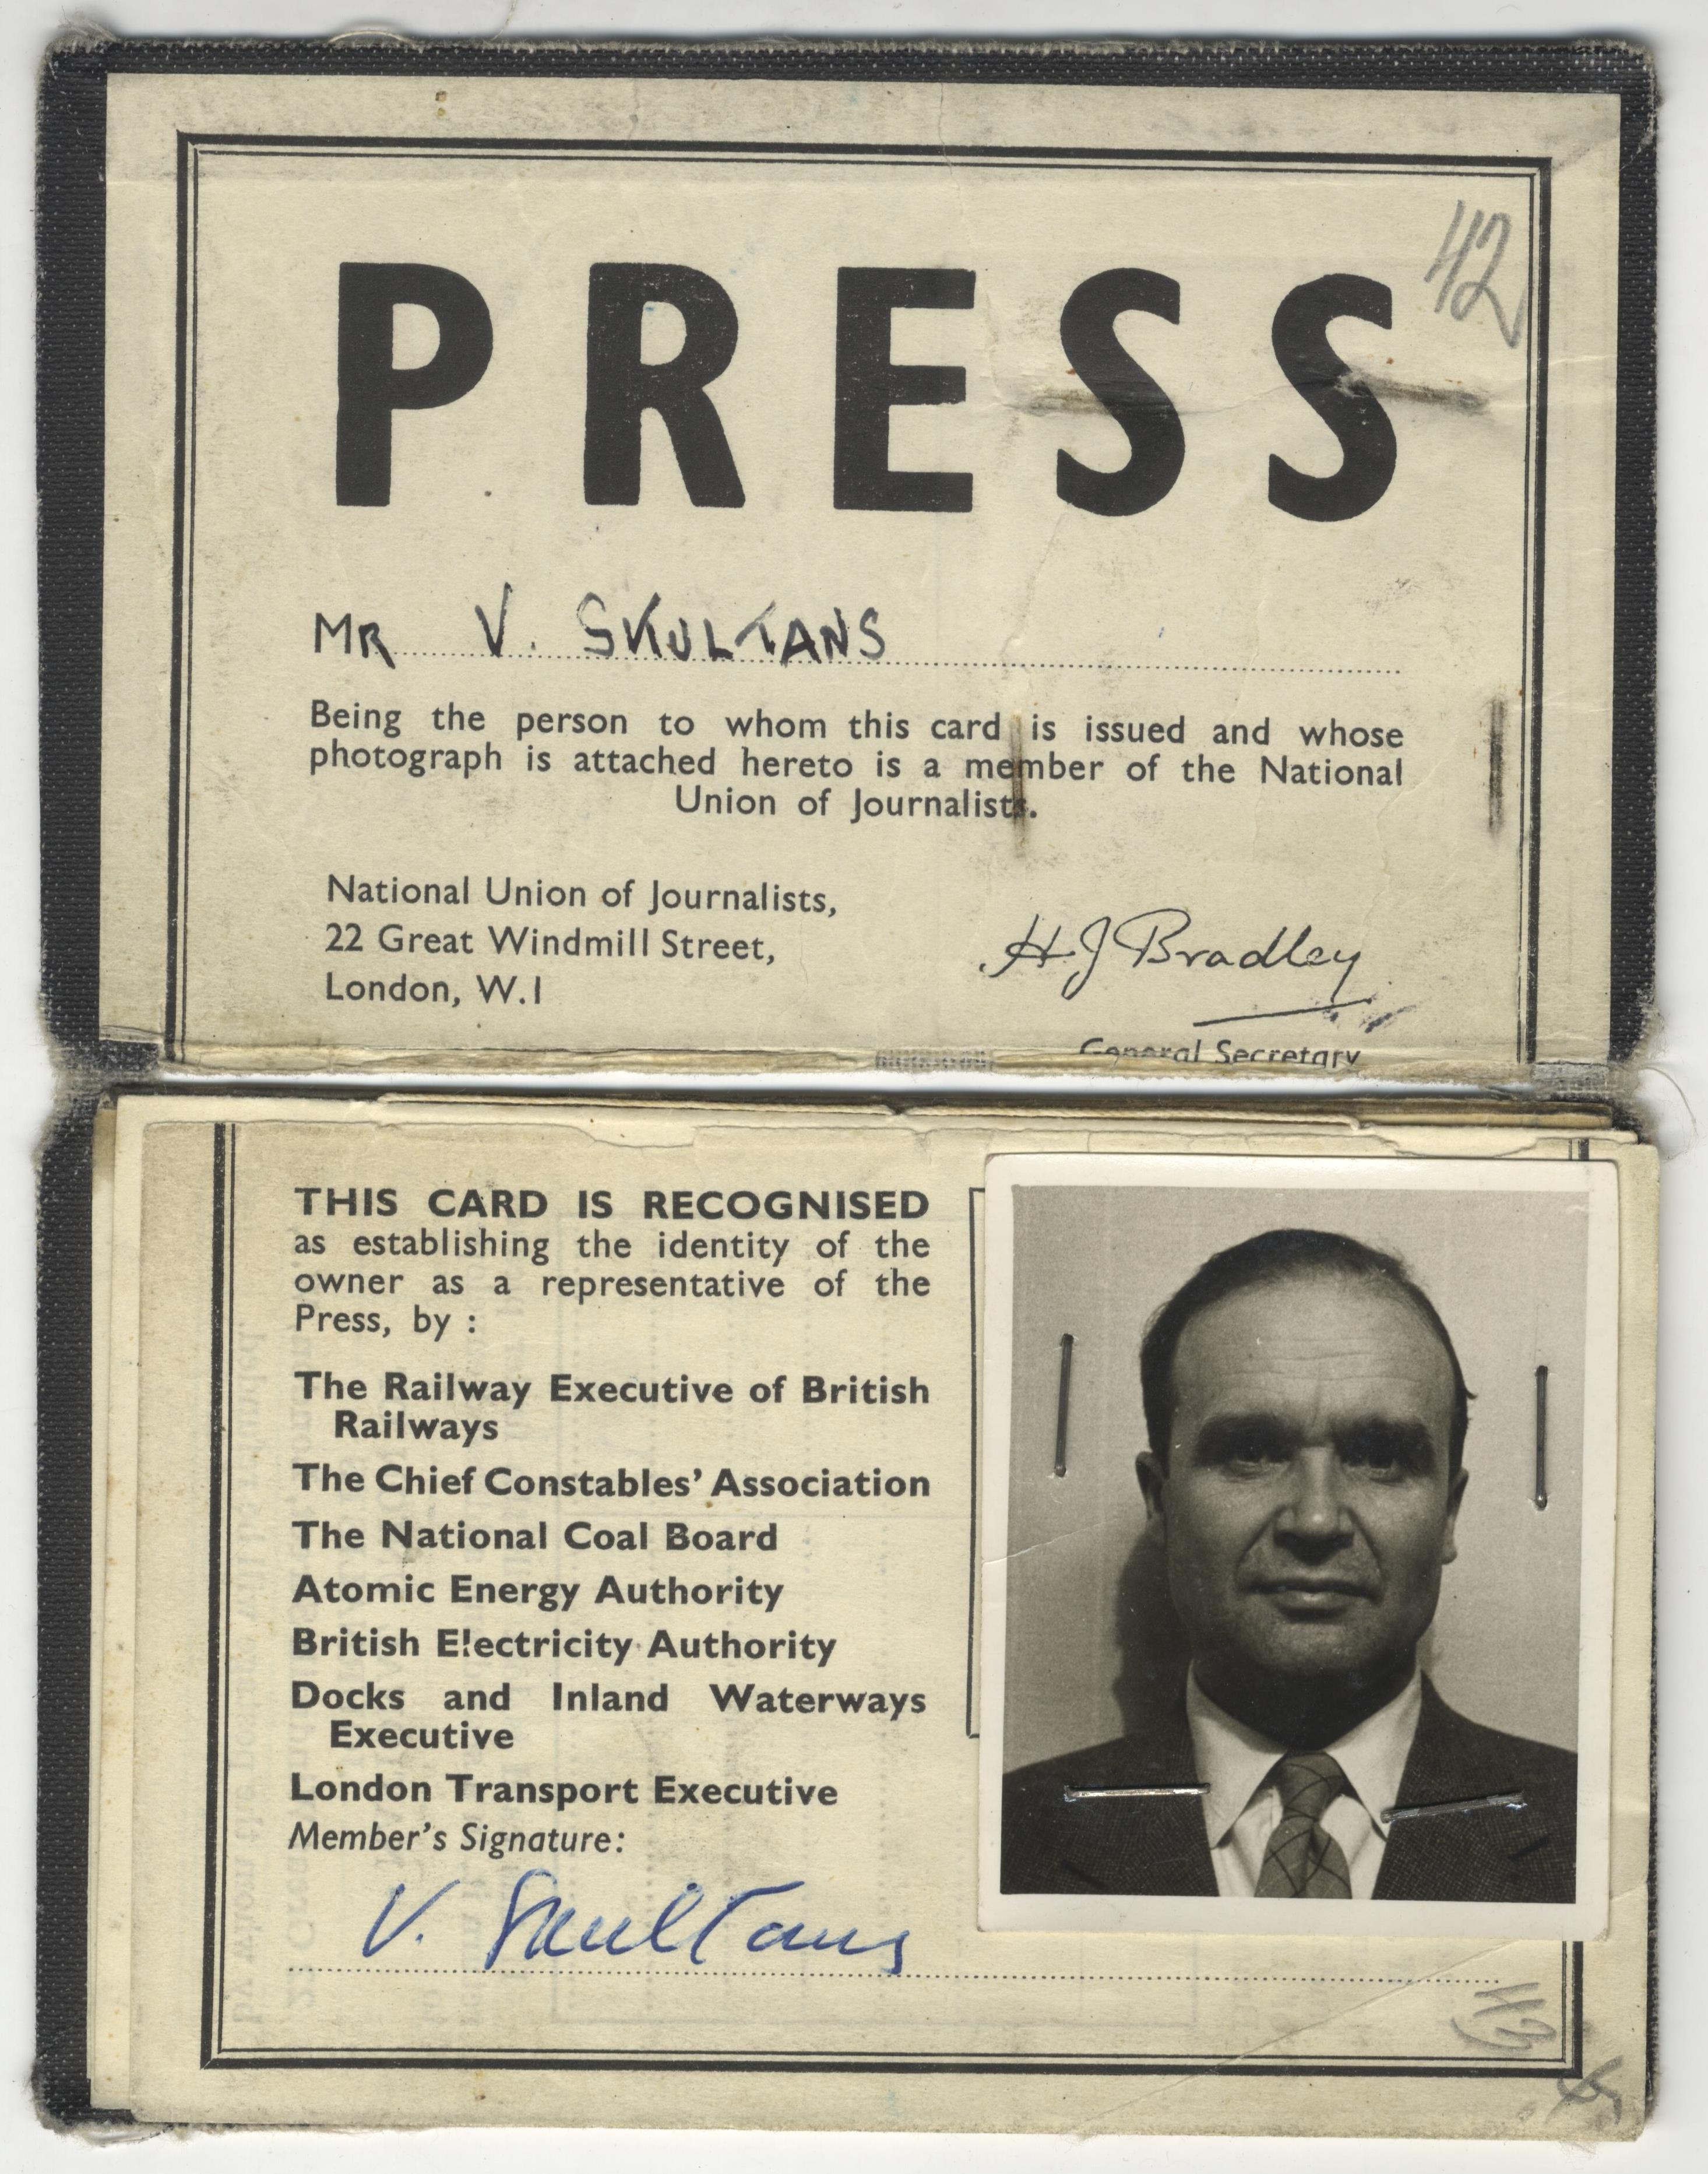 PRESS
42
MR V. SKULTANS
Being the person to whom this card is issued and whose
photograph is attached hereto is a member of the National
Union of Journalists.
National Union of Journalists,
22 Great Windmill Street,
London, W.1
H J Bradley
General Secretary
THIS CARD IS RECOGNISED
as establishing the identity of the
owner as a representative of the
Press, by :
The Railway Executive of British
Railways
The Chief Constables' Association
The National Coal Board
Atomic Energy Authority
British Electricity Authority
Docks and Inland Waterways
Executive
London Transport Executive
Member's Signature:
V. Skultans